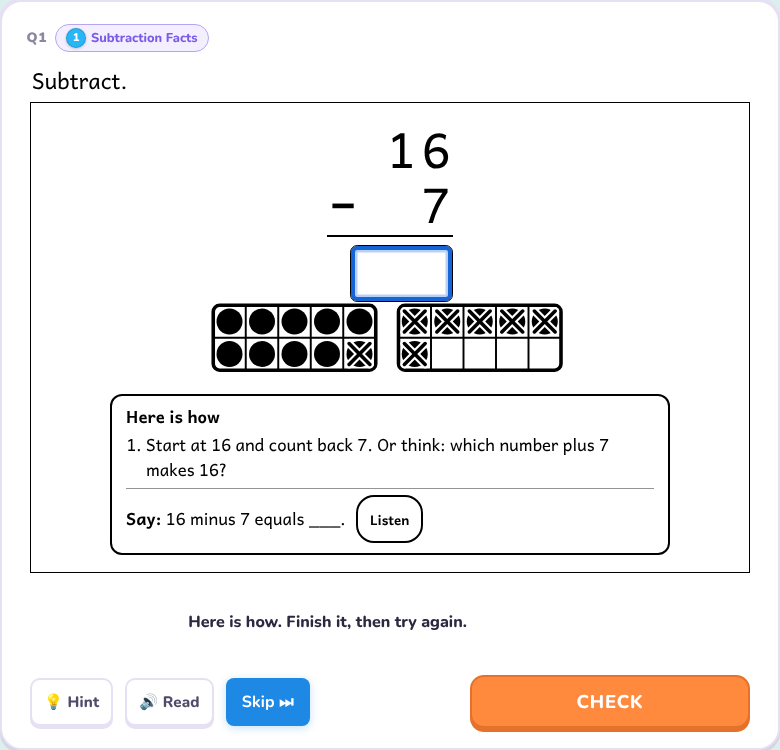 Q1 1 Subtraction Facts
Subtract.
16
- 7
Here is how
1. Start at 16 and count back 7. Or think: which number plus 7
makes 16?
Say: 16 minus 7 equals ___. Listen
Here is how. Finish it, then try again.
💡 Hint 🔊 Read Skip ⏭ CHECK